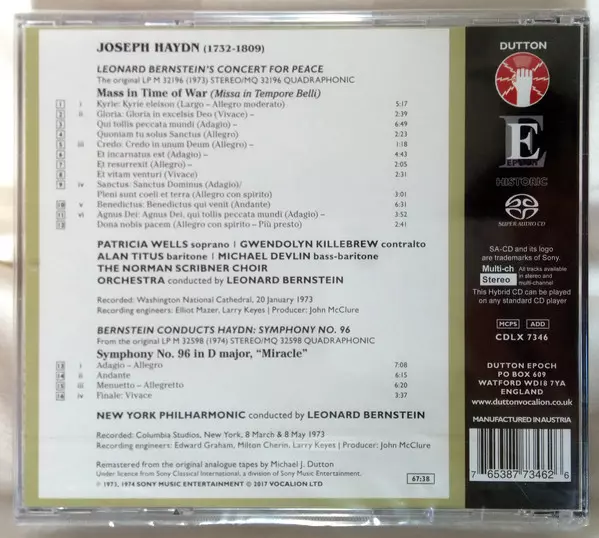 JOSEPH HAYDN (1732-1809)
LEONARD BERNSTEIN'S CONCERT FOR PEACE
The original LP M 32196 (1973) STEREO/MQ 32196 QUADRAPHONIC
Mass in Time of War (Missa in Tempore Belli)
1 i Kyrie: Kyrie eleison (Largo – Allegro moderato) 5:17
2 ii Gloria: Gloria in excelsis Deo (Vivace) – 2:39
3 Qui tollis peccata mundi (Adagio) – 6:49
4 Quoniam tu solus Sanctus (Allegro) 2:23
5 iii Credo: Credo in unum Deum (Allegro) – 1:18
6 Et incarnatus est (Adagio) – 4:43
7 Et resurrexit (Allegro) – 2:05
8 Et vitam venturi (Vivace) 2:31
9 iv Sanctus: Sanctus Dominus (Adagio)/
Pleni sunt coeli et terra (Allegro con spirito) 3:01
10 v Benedictus: Benedictus qui venit (Andante) 6:31
11 vi Agnus Dei: Agnus Dei, qui tollis peccata mundi (Adagio) – 3:52
12 Dona nobis pacem (Allegro con spirito – Più presto) 2:41
PATRICIA WELLS soprano | GWENDOLYN KILLEBREW contralto
ALAN TITUS baritone | MICHAEL DEVLIN bass-baritone
THE NORMAN SCRIBNER CHOIR
ORCHESTRA conducted by LEONARD BERNSTEIN
Recorded: Washington National Cathedral, 20 January 1973
Recording engineers: Elliot Mazer, Larry Keyes | Producer: John McClure
BERNSTEIN CONDUCTS HAYDN: SYMPHONY NO. 96
From the original LP M 32598 (1974) STEREO/MQ 32598 QUADRAPHONIC
Symphony No. 96 in D major, "Miracle"
13 i Adagio – Allegro 7:08
14 ii Andante 6:15
15 iii Menuetto – Allegretto 6:20
16 iv Finale: Vivace 3:37
NEW YORK PHILHARMONIC conducted by LEONARD BERNSTEIN
Recorded: Columbia Studios, New York, 8 March & 8 May 1973
Recording engineers: Edward Graham, Milton Cherin, Larry Keyes | Producer: John McClure
Remastered from the original analogue tapes by Michael J. Dutton
Under licence from Sony Classical International, a division of Sony Music Entertainment.
℗ 1973, 1974 SONY MUSIC ENTERTAINMENT © 2017 VOCALION LTD
67:38
DUTTON
E
EPOCH
HISTORIC
SUPER AUDIO CD
SA-CD and its logo
are trademarks of Sony.
Multi-ch
Stereo
All tracks available
in stereo and
multi-channel
This Hybrid CD can be played
on any standard CD player
MCPS ADD
CDLX 7346
DUTTON EPOCH
PO BOX 609
WATFORD WD18 7YA
ENGLAND
www.duttonvocalion.com
MANUFACTURED IN AUSTRIA
7 65387 73462 6